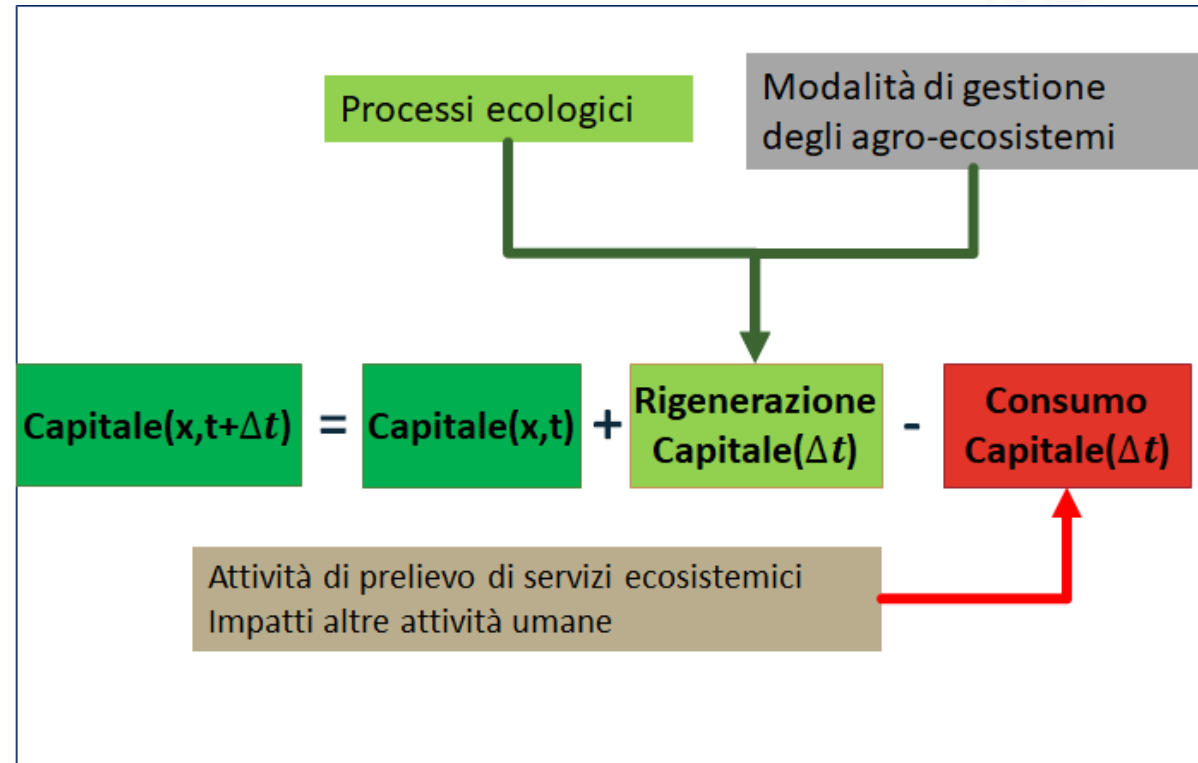 Processi ecologici
Modalità di gestione
degli agro-ecosistemi
Capitale(x,t+Δt) = Capitale(x,t) + Rigenerazione Capitale(Δt) - Consumo Capitale(Δt)
Attività di prelievo di servizi ecosistemici
Impatti altre attività umane